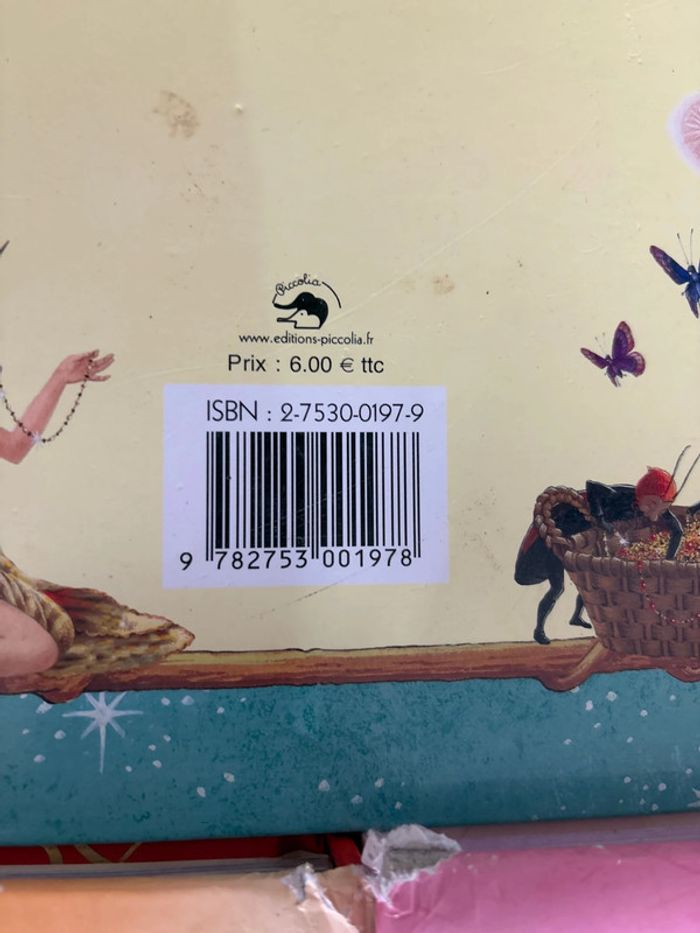 Piccolia
www.editions-piccolia.fr
Prix : 6.00 € ttc
ISBN : 2-7530-0197-9
9 782753 001978